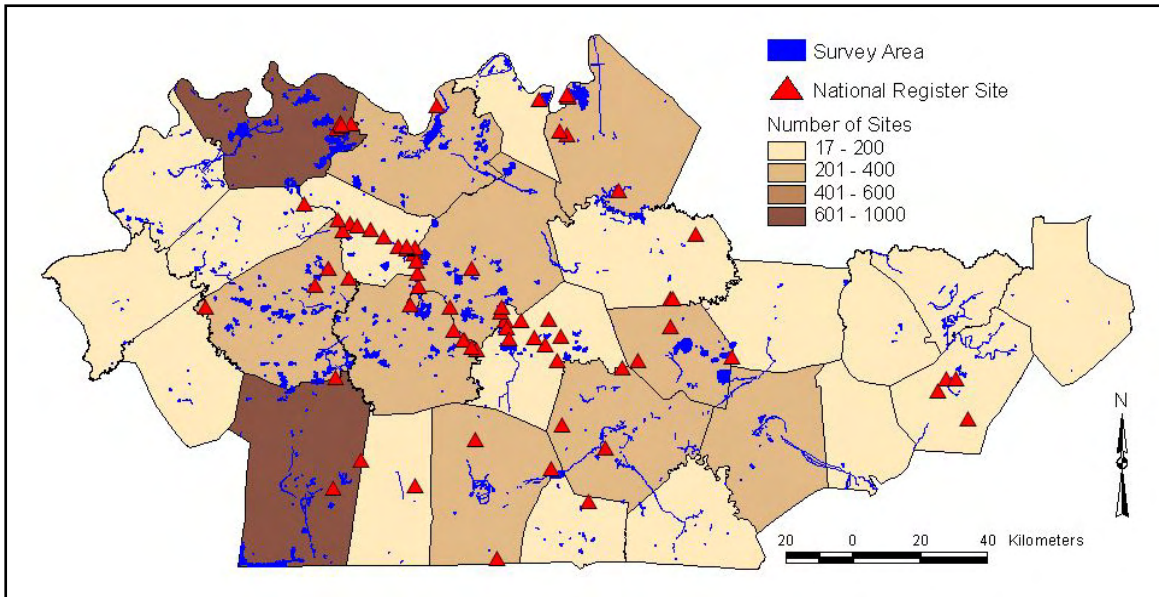 Survey Area
National Register Site
Number of Sites
17 - 200
201 - 400
401 - 600
601 - 1000
N
20 0 20 40 Kilometers